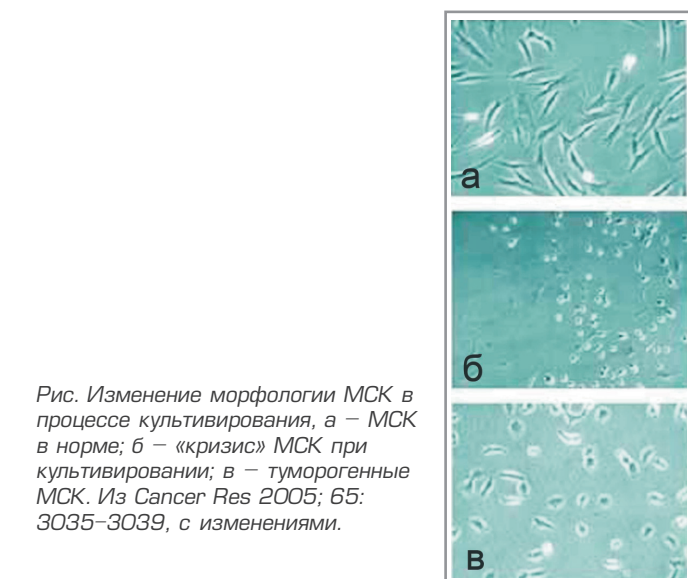 Рис. Изменение морфологии МСК в
процессе культивирования, а – МСК
в норме; б – «кризис» МСК при
культивировании; в – туморогенные
МСК. Из Cancer Res 2005; 65:
3035–3039, с изменениями.
а
б
в